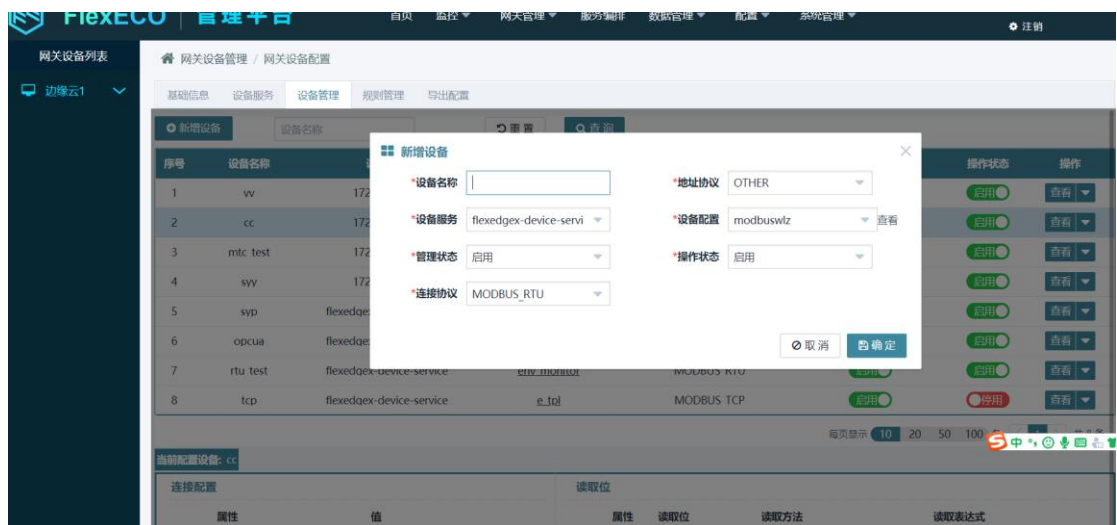 FlexECO 管理平台 首页 监控 网关管理 服务编排 数据管理 配置 系统管理 注销
网关设备列表 网关设备管理 / 网关设备配置
边缘云1 基础信息 设备服务 设备管理 规则管理 导出配置
新增设备 设备名称 重置 查询
新增设备
序号 设备名称 操作状态 操作
*设备名称 *地址协议 OTHER
1 vv 172 启用 查看
*设备服务 flexedgex-device-servi *设备配置 modbuswlz 查看
2 cc 172 启用 查看
*管理状态 启用 *操作状态 启用
3 mtc test 172 启用 查看
4 syy 172 启用 查看
*连接协议 MODBUS_RTU
5 syp flexedge 启用 查看
6 opcua flexedge 启用 查看
取消 确定
7 rtu test flexedgex-device-service env monitor MODBUS RTU 启用 启用 查看
8 tcp flexedgex-device-service e_tpl MODBUS TCP 启用 停用 查看
每页显示 10 20 50 100 1
中
当前配置设备: cc
连接配置 读取位
属性 值 属性 读取位 读取方法 读取表达式